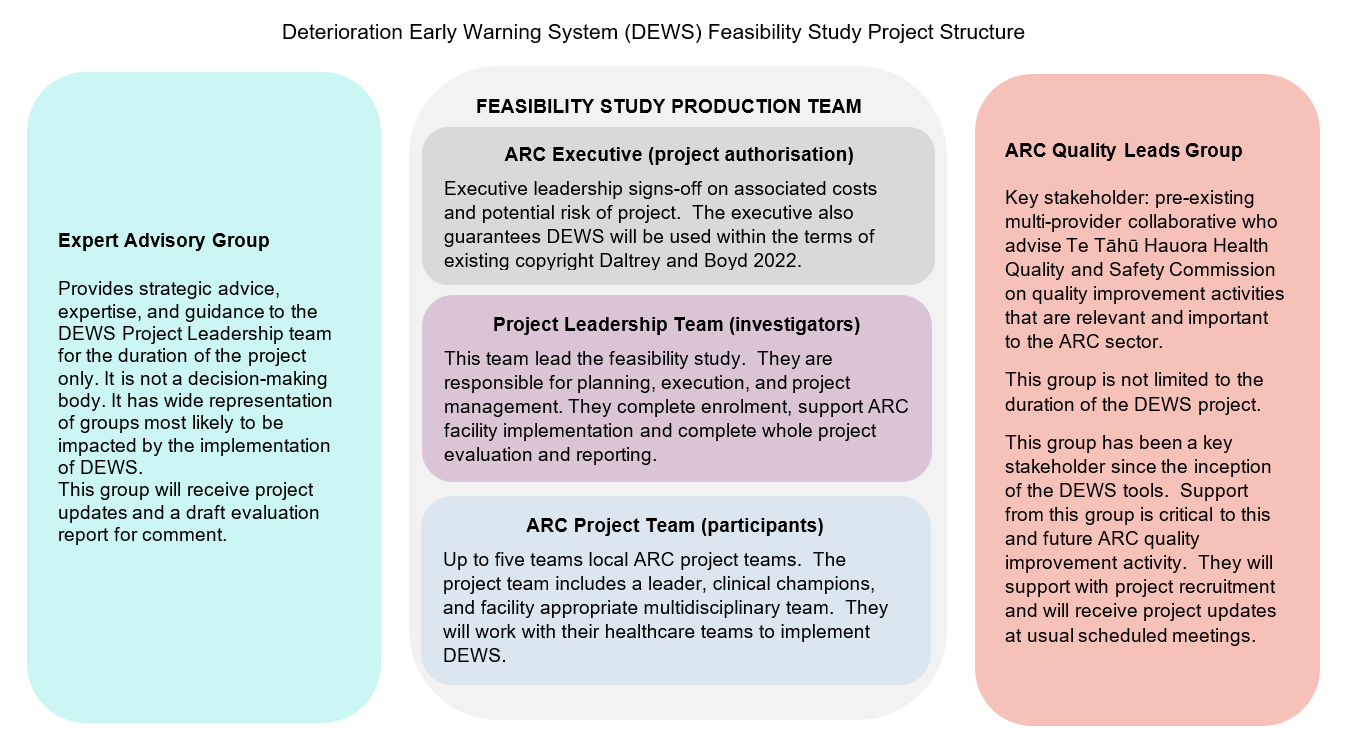 Deterioration Early Warning System (DEWS) Feasibility Study Project Structure
Expert Advisory Group
Provides strategic advice,
expertise, and guidance to the
DEWS Project Leadership team
for the duration of the project
only. It is not a decision-making
body. It has wide representation
of groups most likely to be
impacted by the implementation
of DEWS.
This group will receive project
updates and a draft evaluation
report for comment.
FEASIBILITY STUDY PRODUCTION TEAM
ARC Executive (project authorisation)
Executive leadership signs-off on associated costs
and potential risk of project.  The executive also
guarantees DEWS will be used within the terms of
existing copyright Daltrey and Boyd 2022.
Project Leadership Team (investigators)
This team lead the feasibility study.  They are
responsible for planning, execution, and project
management. They complete enrolment, support ARC
facility implementation and complete whole project
evaluation and reporting.
ARC Project Team (participants)
Up to five teams local ARC project teams.  The
project team includes a leader, clinical champions,
and facility appropriate multidisciplinary team.  They
will work with their healthcare teams to implement
DEWS.
ARC Quality Leads Group
Key stakeholder: pre-existing
multi-provider collaborative who
advise Te Tāhū Hauora Health
Quality and Safety Commission
on quality improvement activities
that are relevant and important
to the ARC sector.
This group is not limited to the
duration of the DEWS project.
This group has been a key
stakeholder since the inception
of the DEWS tools.  Support
from this group is critical to this
and future ARC quality
improvement activity.  They will
support with project recruitment
and will receive project updates
at usual scheduled meetings.